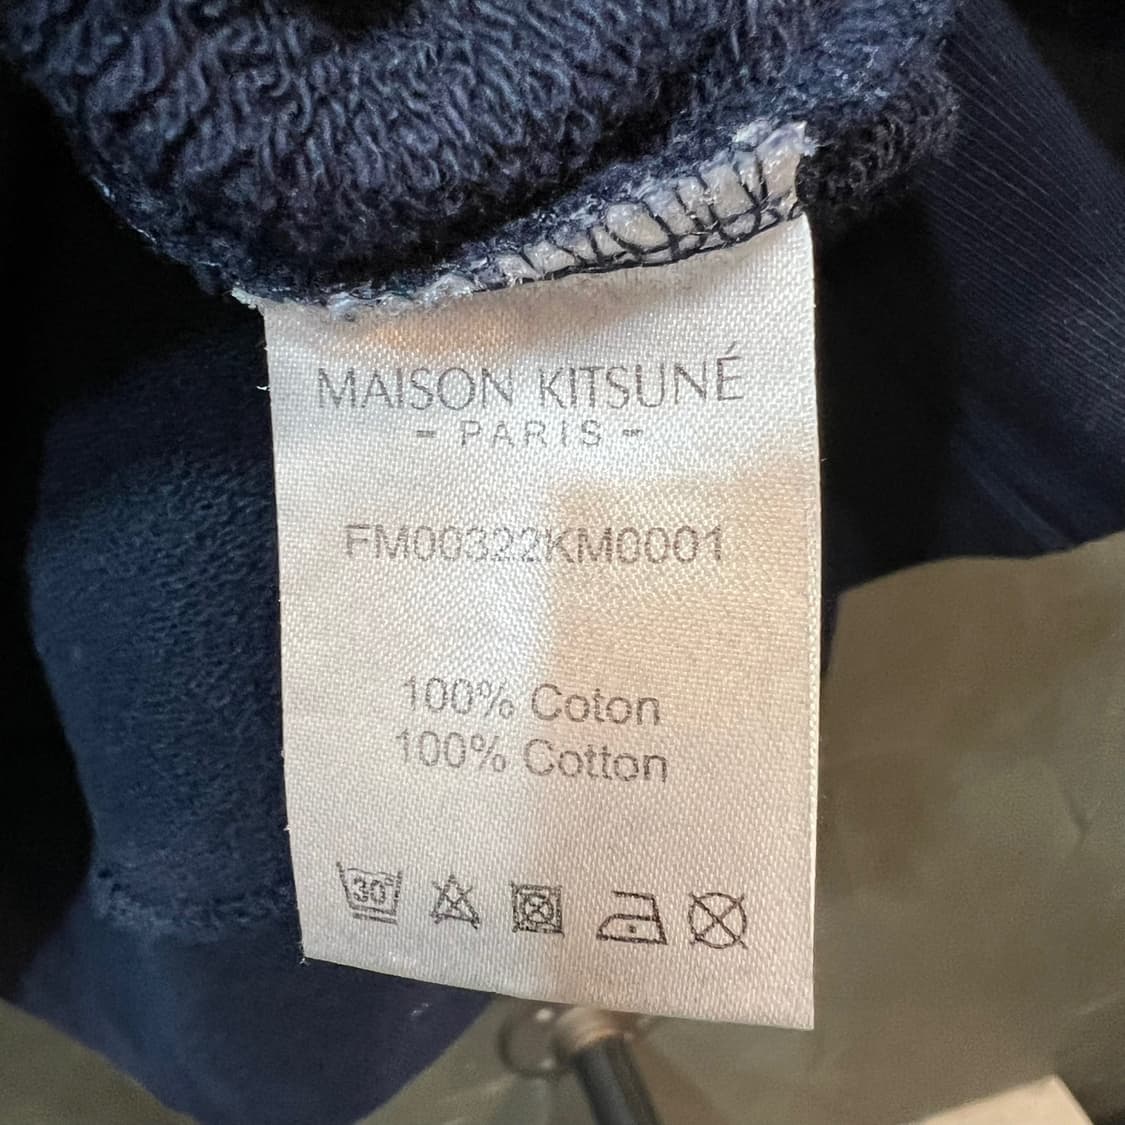 MAISON KITSUNÉ
- PARIS -
FM00322KM0001
100% Coton
100% Cotton
30°